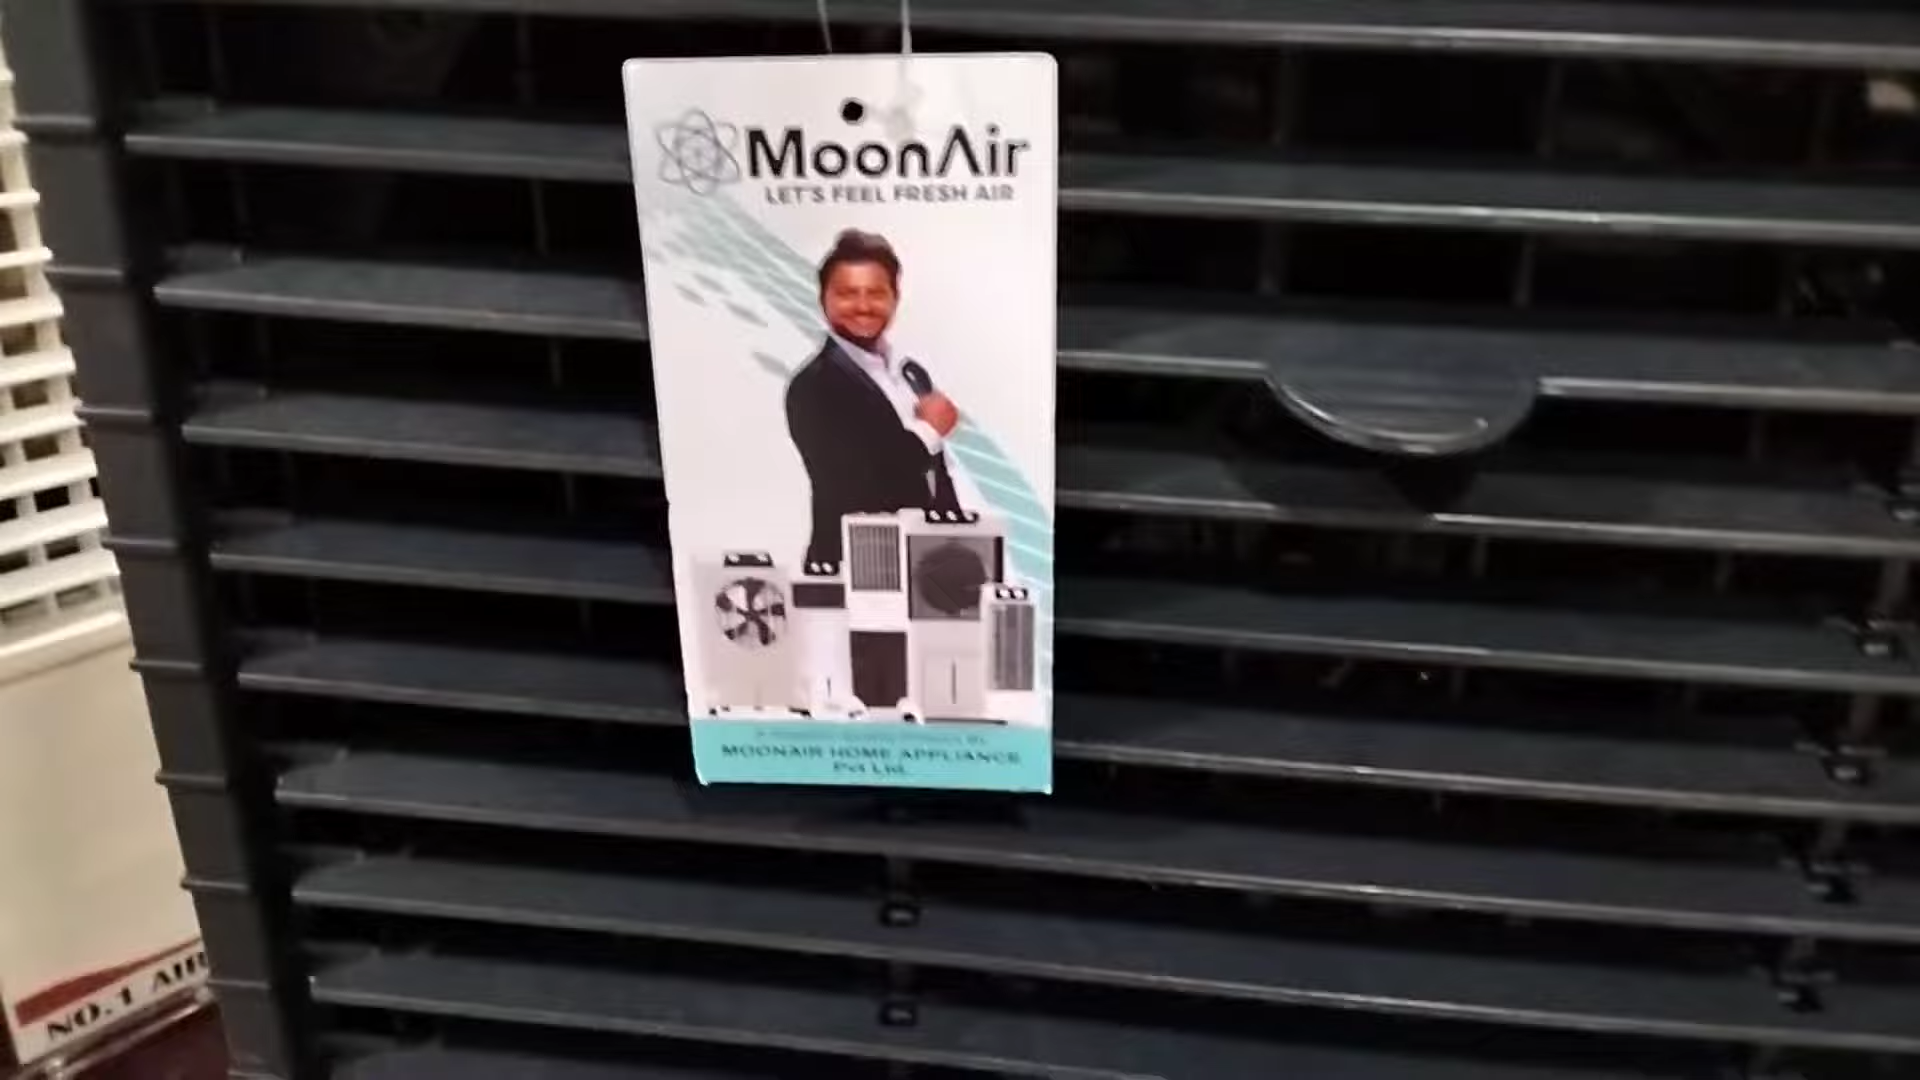 MoonAir
LET'S FEEL FRESH AIR
MOONAIR HOME APPLIANCE
Pvt Ltd.
NO.1 AIR